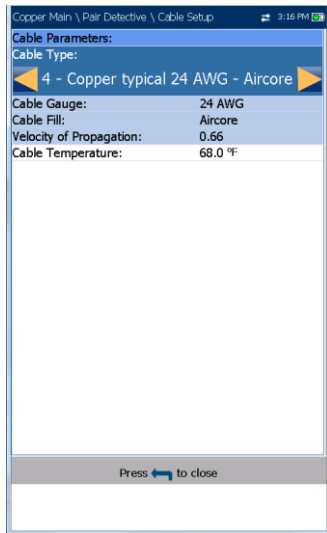 Copper Main \ Pair Detective \ Cable Setup 3:16 PM
Cable Parameters:
Cable Type:
4 - Copper typical 24 AWG - Aircore
Cable Gauge: 24 AWG
Cable Fill: Aircore
Velocity of Propagation: 0.66
Cable Temperature: 68.0 ºF
Press to close